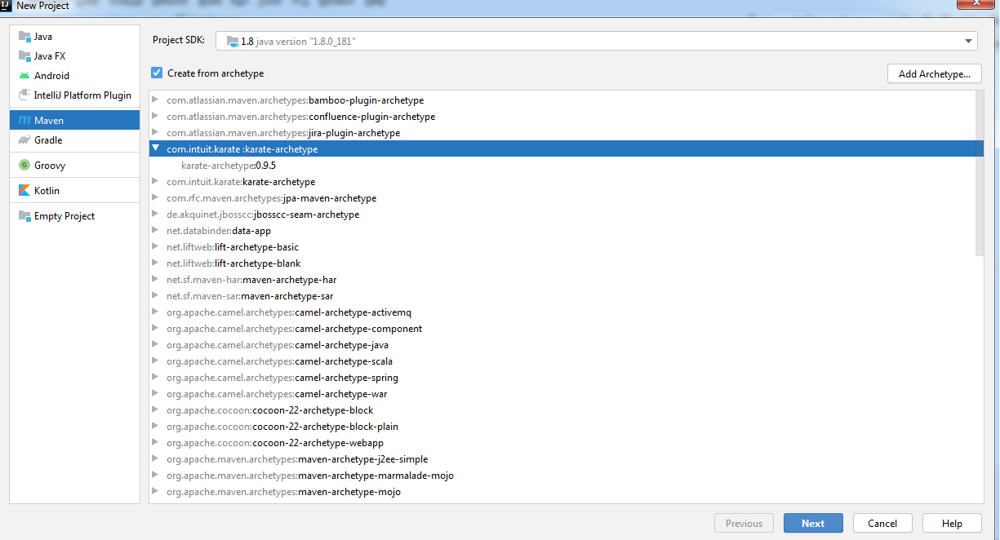 IJ New Project
Java
Java FX
Android
IntelliJ Platform Plugin
Maven
Gradle
Groovy
Kotlin
Empty Project
Project SDK: 1.8 java version "1.8.0_181"
Create from archetype
Add Archetype...
com.atlassian.maven.archetypes:bamboo-plugin-archetype
com.atlassian.maven.archetypes:confluence-plugin-archetype
com.atlassian.maven.archetypes:jira-plugin-archetype
com.intuit.karate :karate-archetype
karate-archetype:0.9.5
com.intuit.karate:karate-archetype
com.rfc.maven.archetypes:jpa-maven-archetype
de.akquinet.jbosscc:jbosscc-seam-archetype
net.databinder:data-app
net.liftweb:lift-archetype-basic
net.liftweb:lift-archetype-blank
net.sf.maven-har:maven-archetype-har
net.sf.maven-sar:maven-archetype-sar
org.apache.camel.archetypes:camel-archetype-activemq
org.apache.camel.archetypes:camel-archetype-component
org.apache.camel.archetypes:camel-archetype-java
org.apache.camel.archetypes:camel-archetype-scala
org.apache.camel.archetypes:camel-archetype-spring
org.apache.camel.archetypes:camel-archetype-war
org.apache.cocoon:cocoon-22-archetype-block
org.apache.cocoon:cocoon-22-archetype-block-plain
org.apache.cocoon:cocoon-22-archetype-webapp
org.apache.maven.archetypes:maven-archetype-j2ee-simple
org.apache.maven.archetypes:maven-archetype-marmalade-mojo
org.apache.maven.archetypes:maven-archetype-mojo
Previous
Next
Cancel
Help